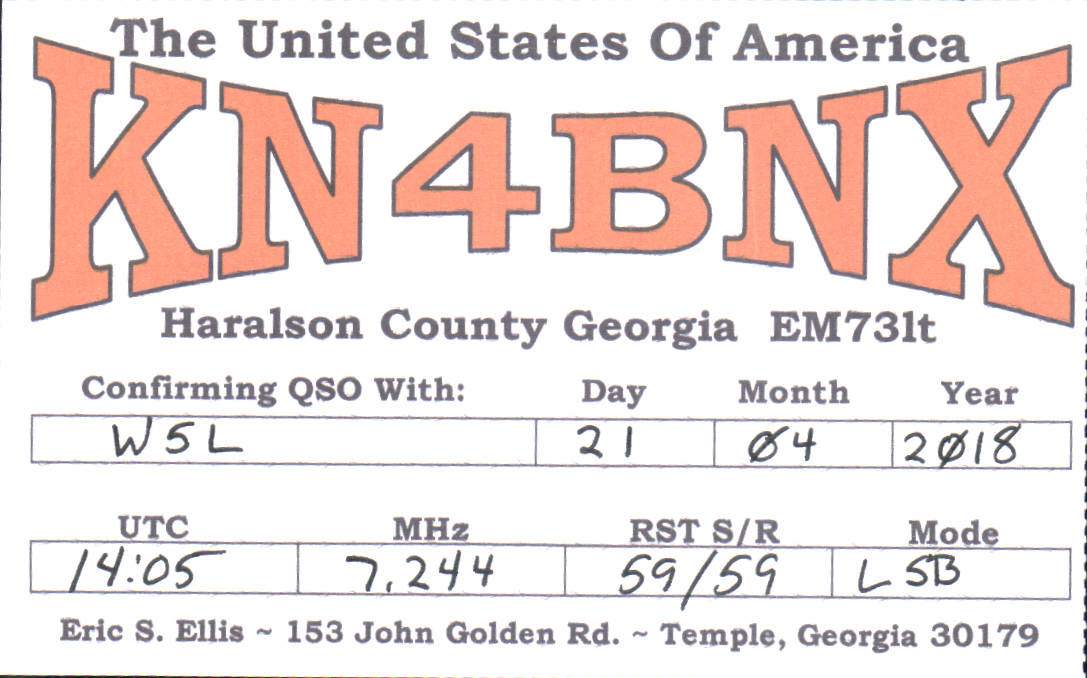 The United States Of America
KN4BNX
Haralson County Georgia EM73lt
Confirming QSO With: Day Month Year
W5L 21 04 2018
UTC MHz RST S/R Mode
14:05 7.244 59/59 LSB
Eric S. Ellis ~ 153 John Golden Rd. ~ Temple, Georgia 30179